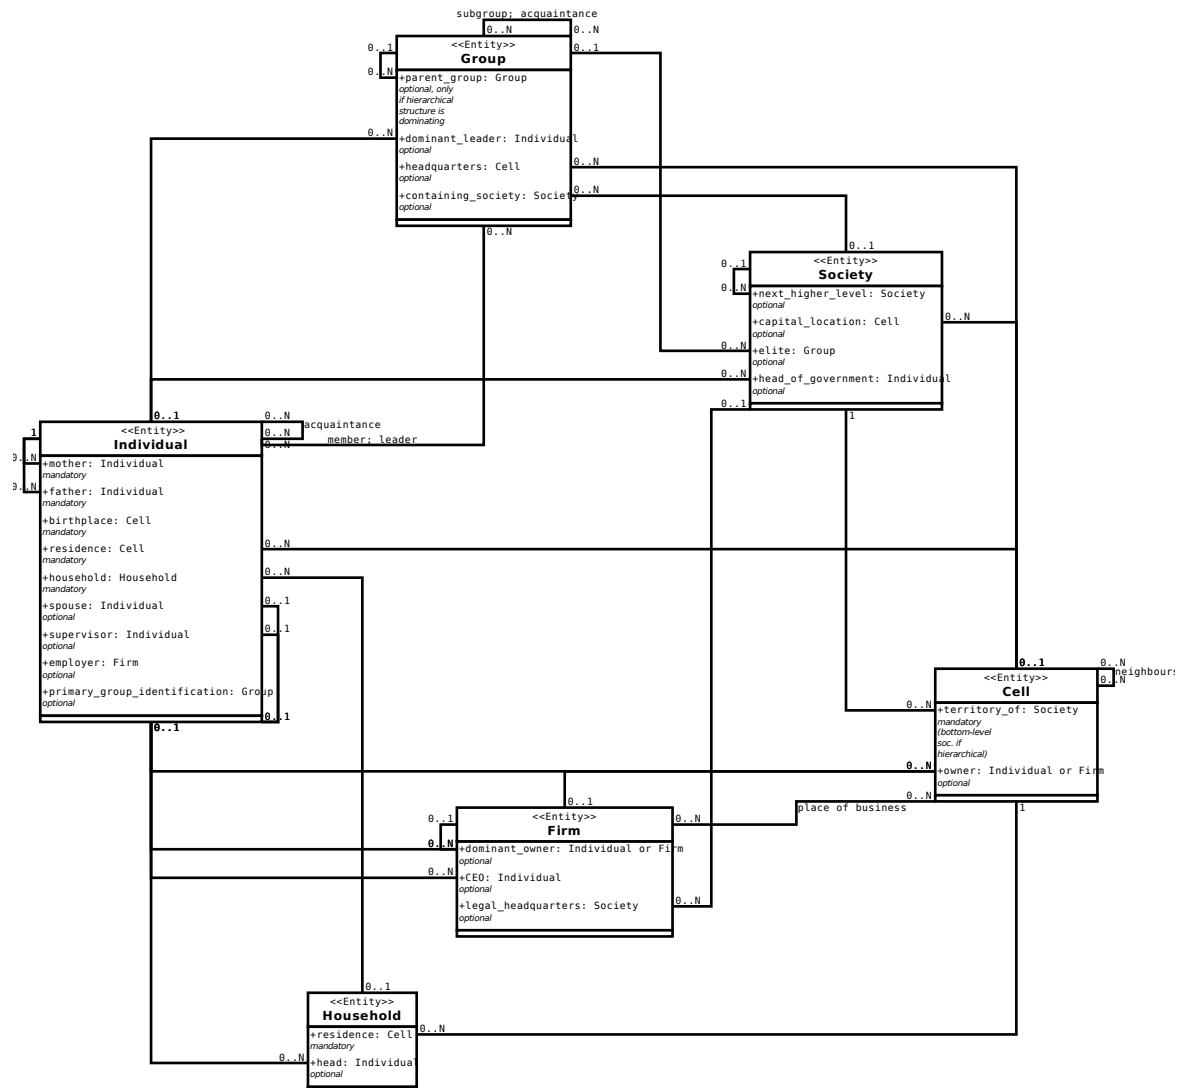 subgroup; acquaintance
0..N
0..N
<<Entity>>
Group
0..1
0..1
0..N
+parent_group: Group
optional, only
if hierarchical
structure is
dominating
0..N
+dominant_leader: Individual
optional
0..N
+headquarters: Cell
optional
0..N
+containing_society: Society
optional
0..N
0..1
<<Entity>>
Society
0..1
0..N
+next_higher_level: Society
optional
+capital_location: Cell
optional
0..N
0..N
+elite: Group
optional
0..N
+head_of_government: Individual
optional
0..1
1
0..1
0..N
<<Entity>>
Individual
acquaintance
0..N
0..N
member; leader
1
0..N
+mother: Individual
mandatory
0..N
+father: Individual
mandatory
+birthplace: Cell
mandatory
+residence: Cell
mandatory
0..N
+household: Household
mandatory
0..N
+spouse: Individual
optional
0..1
+supervisor: Individual
optional
0..1
+employer: Firm
optional
+primary_group_identification: Group
optional
0..1
0..1
0..1
0..N
neighbours
0..N
<<Entity>>
Cell
0..N
+territory_of: Society
mandatory
(bottom-level
soc. if
hierarchical)
0..N
+owner: Individual or Firm
optional
0..N
place of business
1
0..1
<<Entity>>
Firm
0..1
0..N
0..N
+dominant_owner: Individual or Firm
optional
0..N
+CEO: Individual
optional
+legal_headquarters: Society
optional
0..N
0..1
<<Entity>>
Household
+residence: Cell
mandatory
0..N
0..N
+head: Individual
optional